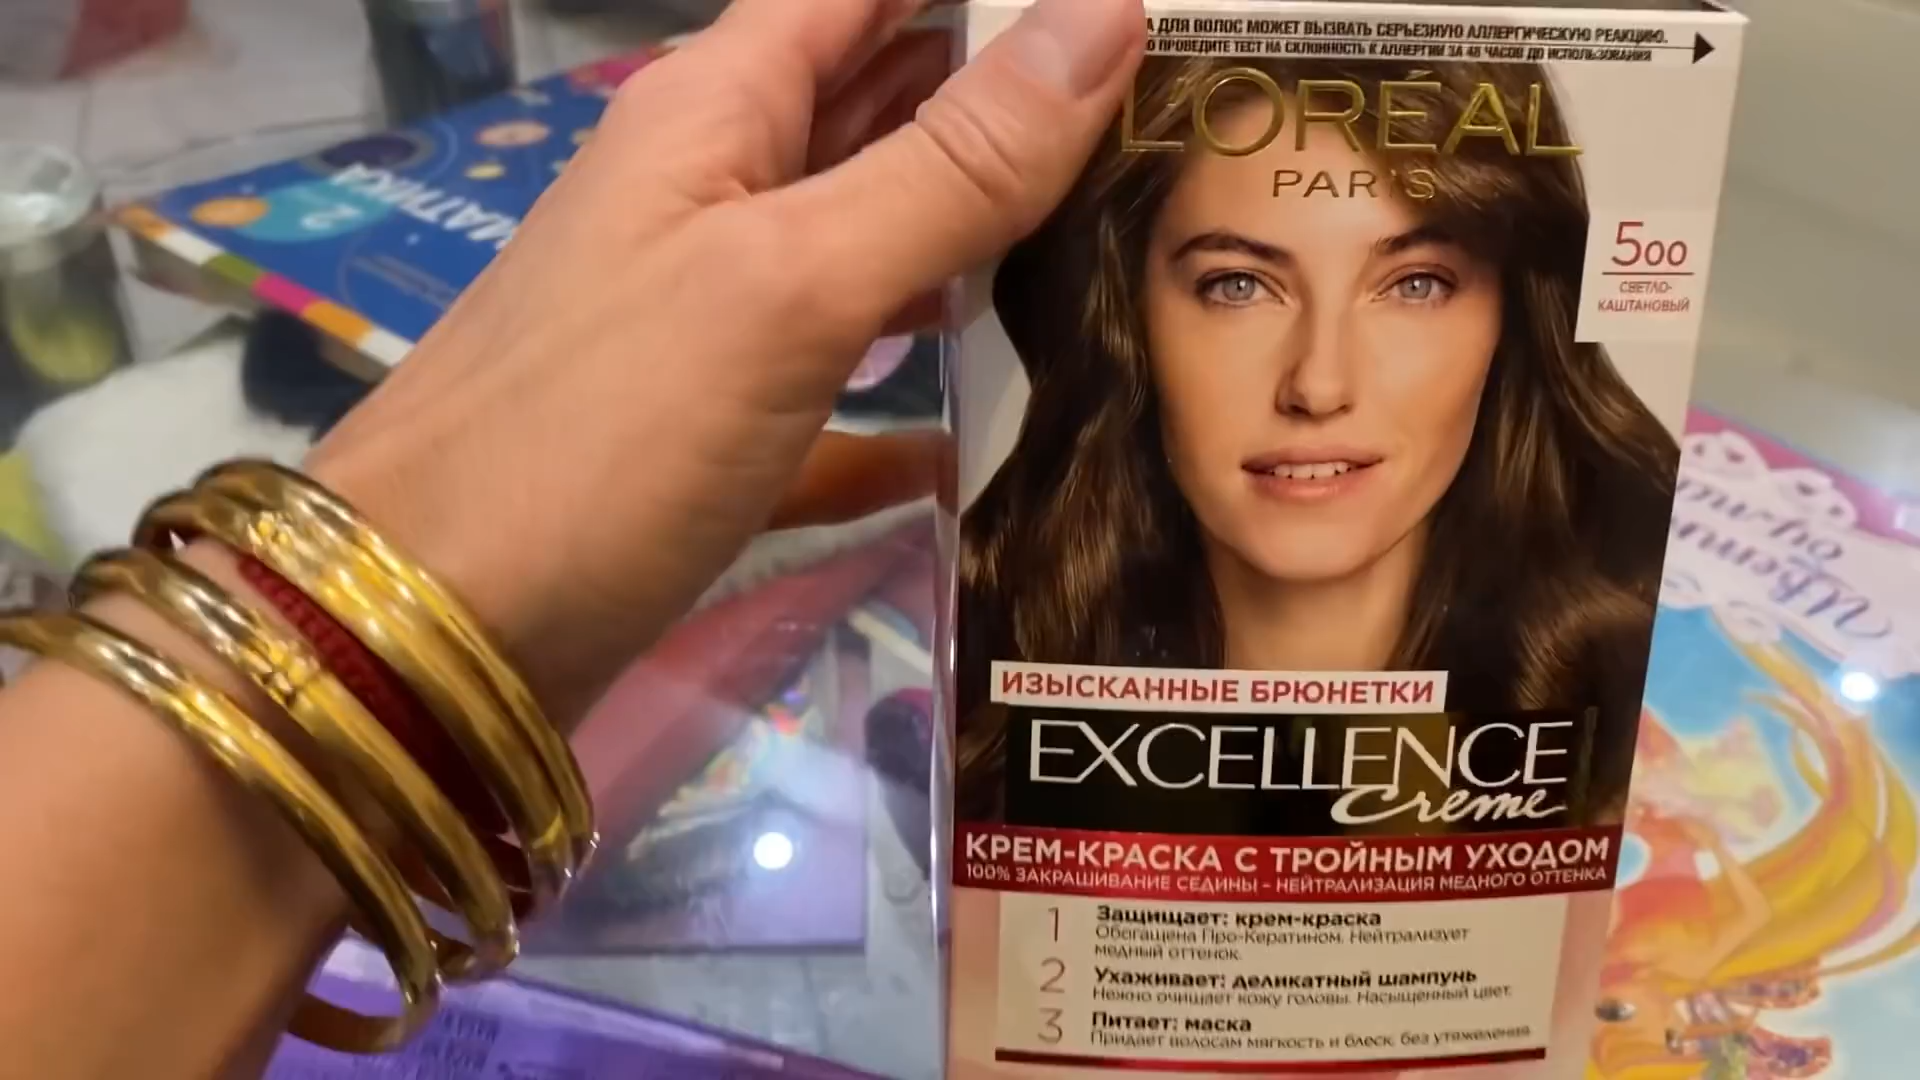 А ДЛЯ ВОЛОС МОЖЕТ ВЫЗВАТЬ СЕРЬЕЗНУЮ АЛЛЕРГИЧЕСКУЮ РЕАКЦИЮ.
О ПРОВЕДИТЕ ТЕСТ НА СКЛОННОСТЬ К АЛЛЕРГИИ ЗА 48 ЧАСОВ ДО ИСПОЛЬЗОВАНИЯ
L'ORÉAL
PARIS
500
СВЕТЛО-
КАШТАНОВЫЙ
ИЗЫСКАННЫЕ БРЮНЕТКИ
EXCELLENCE
Creme
КРЕМ-КРАСКА С ТРОЙНЫМ УХОДОМ
100% ЗАКРАШИВАНИЕ СЕДИНЫ - НЕЙТРАЛИЗАЦИЯ МЕДНОГО ОТТЕНКА
1 Защищает: крем-краска
Обогащена Про-Кератином. Нейтрализует
медный оттенок.
2 Ухаживает: деликатный шампунь
Нежно очищает кожу головы. Насыщенный цвет.
3 Питает: маска
Придает волосам мягкость и блеск, без утяжеления.
МАТИКА
2